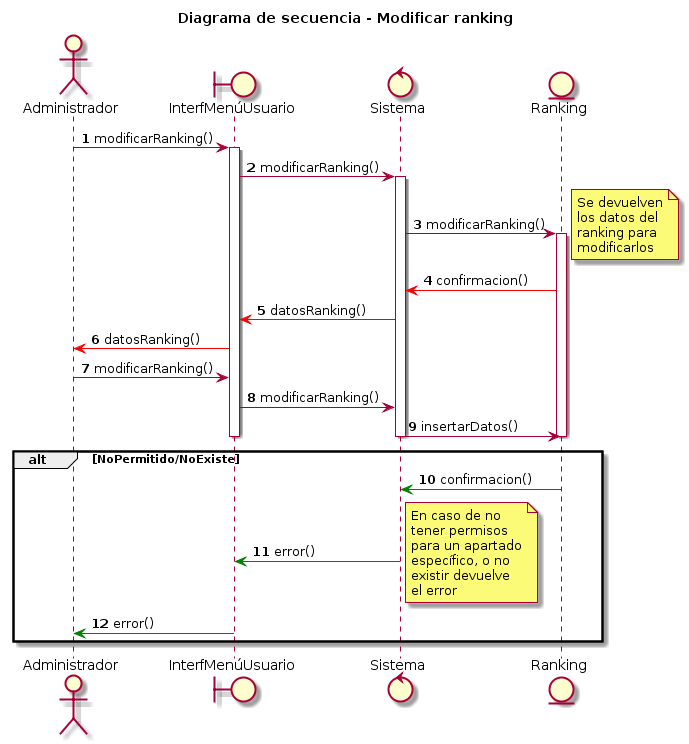 Diagrama de secuencia - Modificar ranking
Administrador
InterfMenúUsuario
Sistema
Ranking
1 modificarRanking()
2 modificarRanking()
Se devuelven
los datos del
ranking para
modificarlos
3 modificarRanking()
4 confirmacion()
5 datosRanking()
6 datosRanking()
7 modificarRanking()
8 modificarRanking()
9 insertarDatos()
alt
[NoPermitido/NoExiste]
10 confirmacion()
En caso de no
tener permisos
para un apartado
específico, o no
existir devuelve
el error
11 error()
12 error()
Administrador
InterfMenúUsuario
Sistema
Ranking